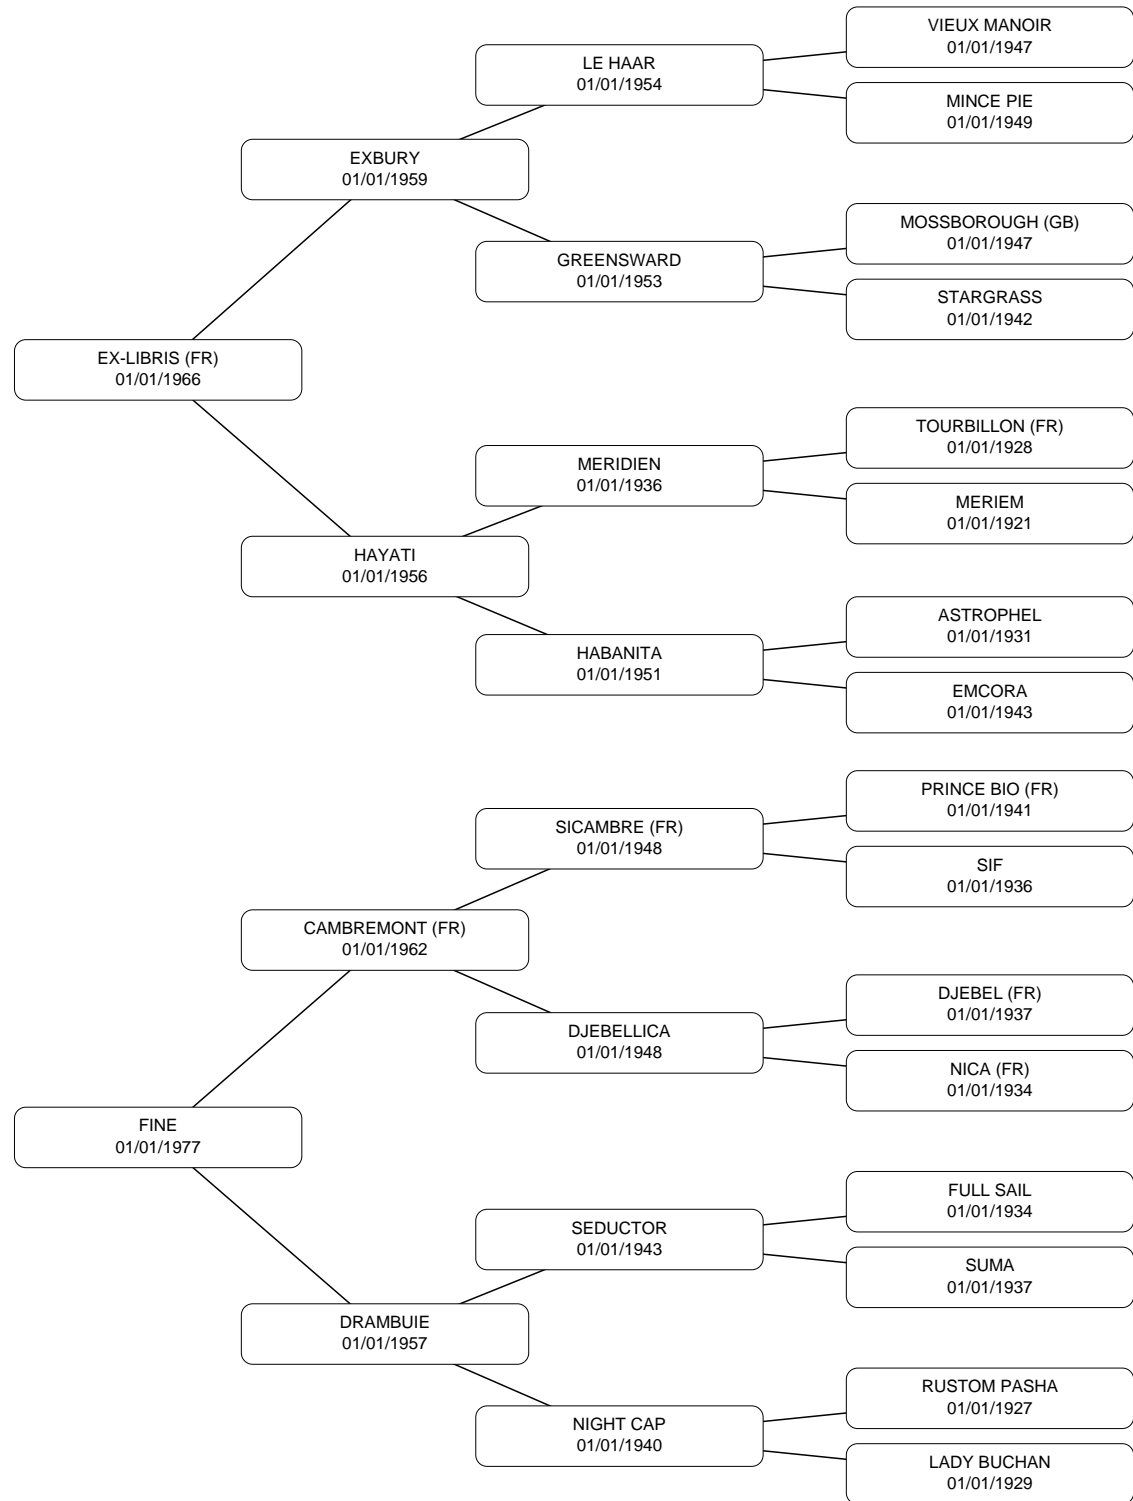 VIEUX MANOIR
01/01/1947
LE HAAR
01/01/1954
MINCE PIE
01/01/1949
EXBURY
01/01/1959
MOSSBOROUGH (GB)
01/01/1947
GREENSWARD
01/01/1953
STARGRASS
01/01/1942
EX-LIBRIS (FR)
01/01/1966
TOURBILLON (FR)
01/01/1928
MERIDIEN
01/01/1936
MERIEM
01/01/1921
HAYATI
01/01/1956
ASTROPHEL
01/01/1931
HABANITA
01/01/1951
EMCORA
01/01/1943
PRINCE BIO (FR)
01/01/1941
SICAMBRE (FR)
01/01/1948
SIF
01/01/1936
CAMBREMONT (FR)
01/01/1962
DJEBEL (FR)
01/01/1937
DJEBELLICA
01/01/1948
NICA (FR)
01/01/1934
FINE
01/01/1977
FULL SAIL
01/01/1934
SEDUCTOR
01/01/1943
SUMA
01/01/1937
DRAMBUIE
01/01/1957
RUSTOM PASHA
01/01/1927
NIGHT CAP
01/01/1940
LADY BUCHAN
01/01/1929